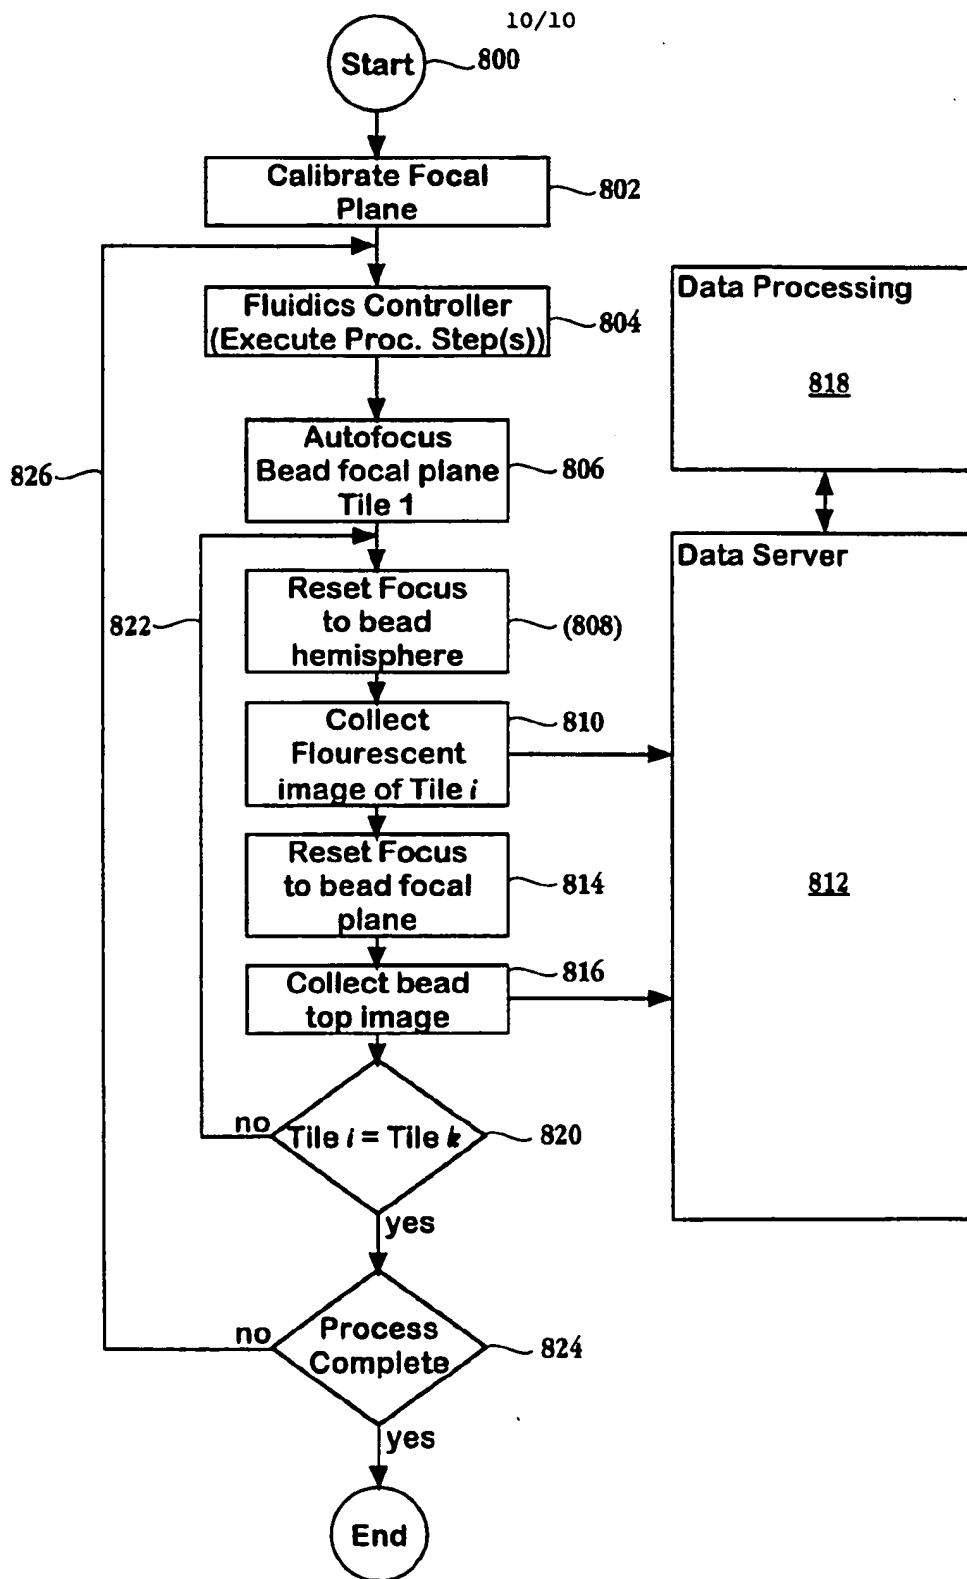 10/10
Start
800
Calibrate Focal
Plane
802
Fluidics Controller
(Execute Proc. Step(s))
804
Autofocus
Bead focal plane
Tile 1
806
826
Reset Focus
to bead
hemisphere
(808)
822
Collect
Flourescent
image of Tile i
810
Reset Focus
to bead focal
plane
814
Collect bead
top image
816
no
Tile i = Tile k
820
yes
no
Process
Complete
824
yes
End
Data Processing
818
Data Server
812